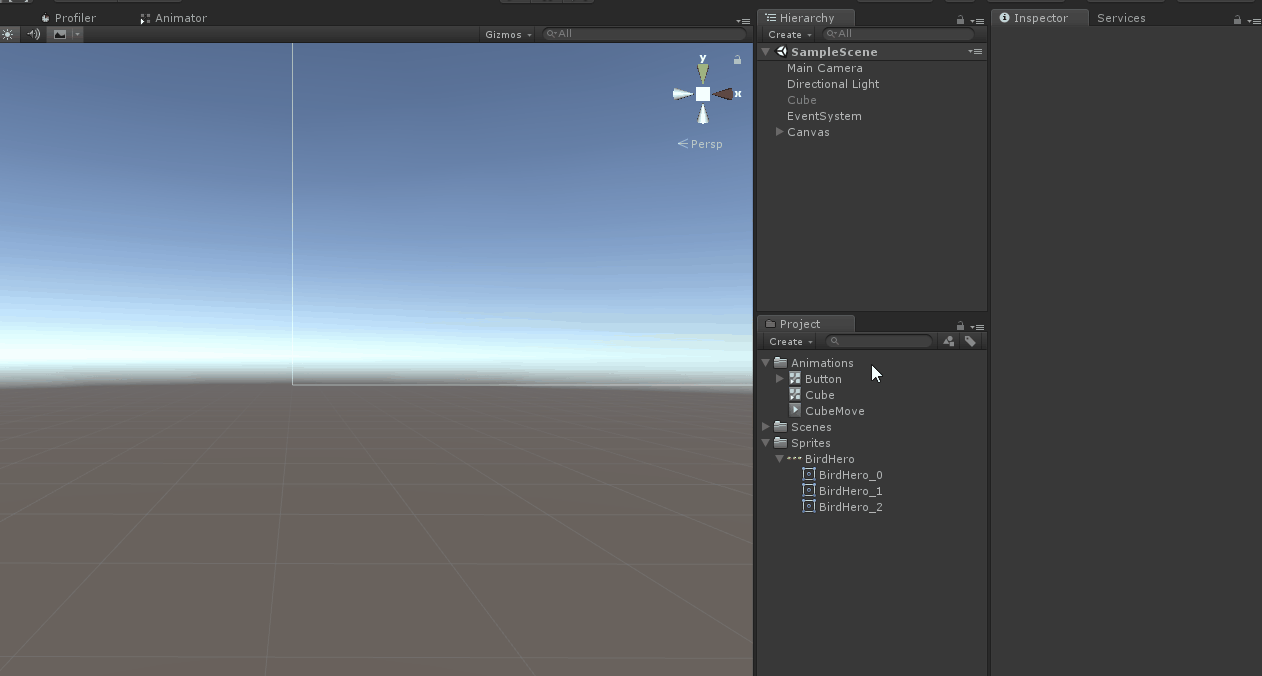 Profiler Animator
Hierarchy
Inspector Services
Gizmos All
Create All
SampleScene
Main Camera
Directional Light
Cube
EventSystem
Canvas
y
x
Persp
Project
Create
Animations
Button
Cube
CubeMove
Scenes
Sprites
BirdHero
BirdHero_0
BirdHero_1
BirdHero_2